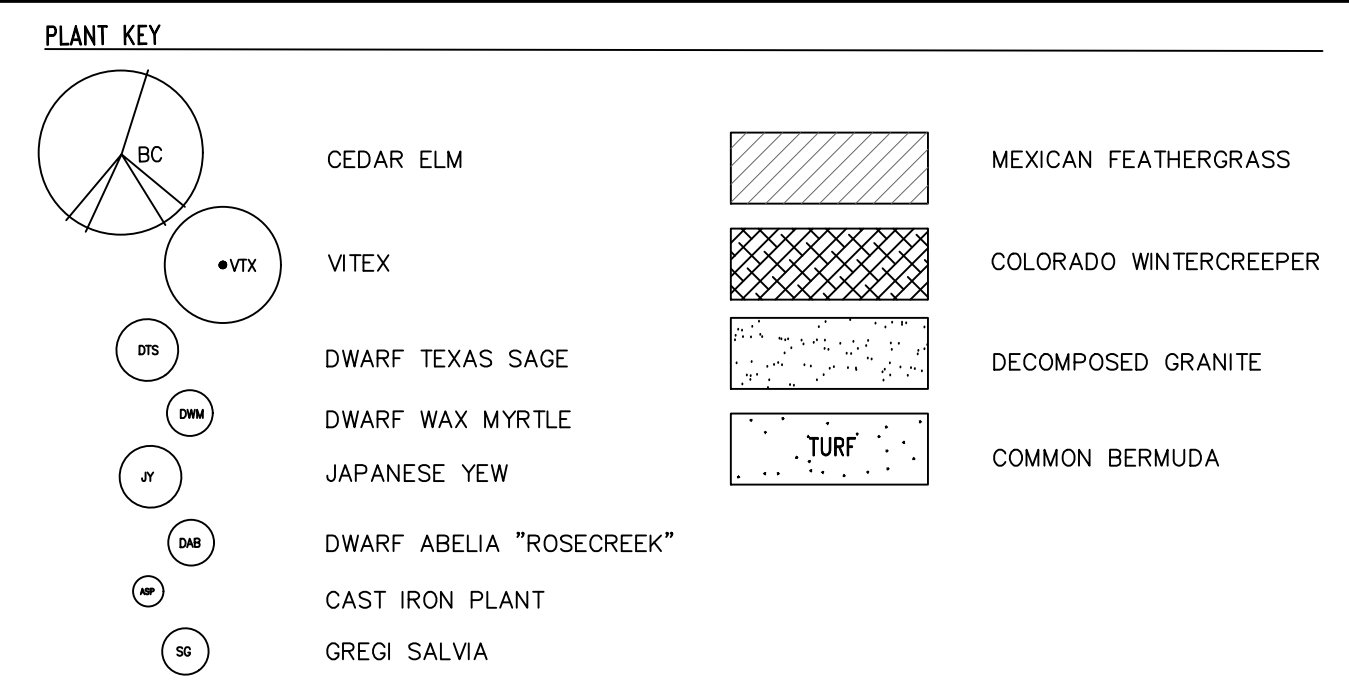 PLANT KEY
BC
CEDAR ELM
VTX
VITEX
DTS
DWARF TEXAS SAGE
DWM
DWARF WAX MYRTLE
JY
JAPANESE YEW
DAB
DWARF ABELIA "ROSECREEK"
ASP
CAST IRON PLANT
SG
GREGI SALVIA
MEXICAN FEATHERGRASS
COLORADO WINTERCREEPER
DECOMPOSED GRANITE
TURF
COMMON BERMUDA